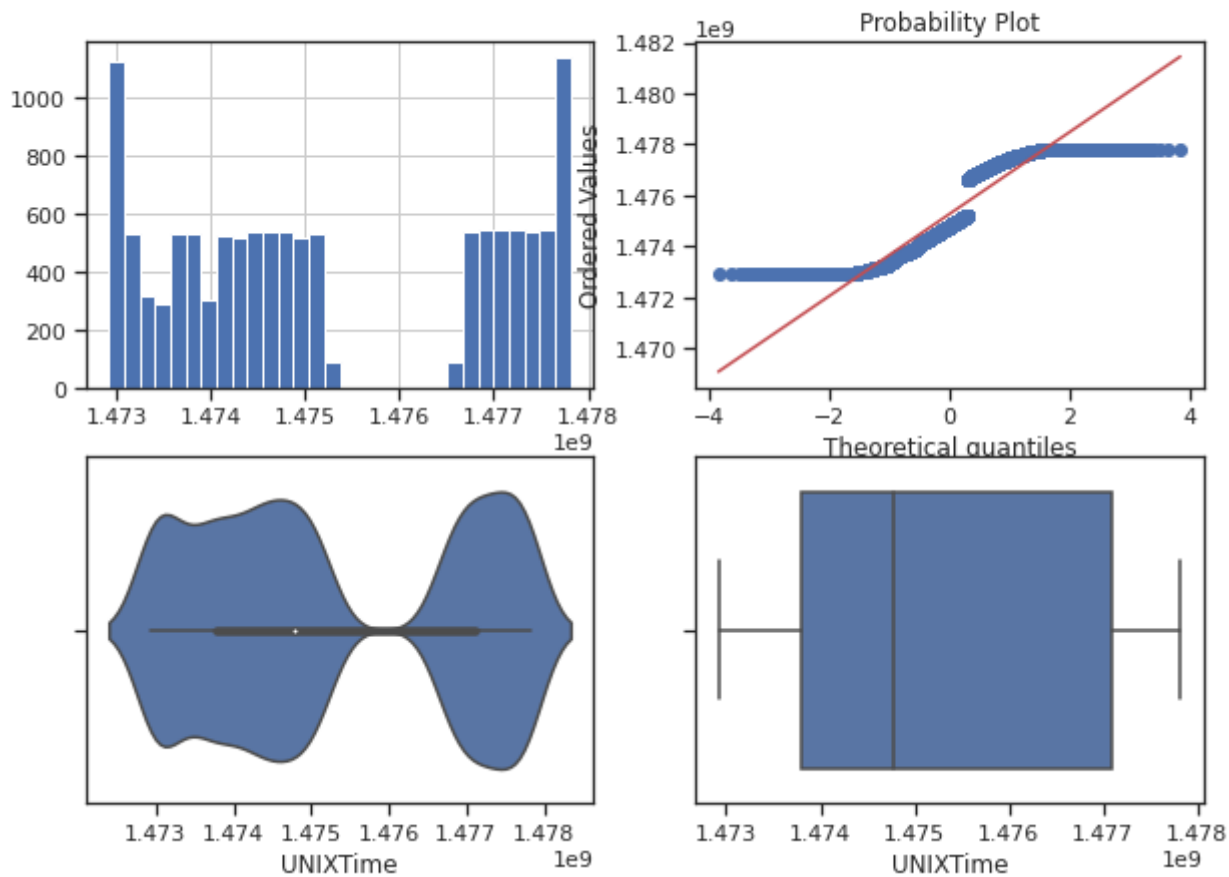 1000
800
600
400
200
0
1.473 1.474 1.475 1.476 1.477 1.478
1e9
Probability Plot
1e9
Ordered Values
1.482
1.480
1.478
1.476
1.474
1.472
1.470
−4 −2 0 2 4
Theoretical quantiles
1.473 1.474 1.475 1.476 1.477 1.478
UNIXTime
1e9
1.473 1.474 1.475 1.476 1.477 1.478
UNIXTime
1e9